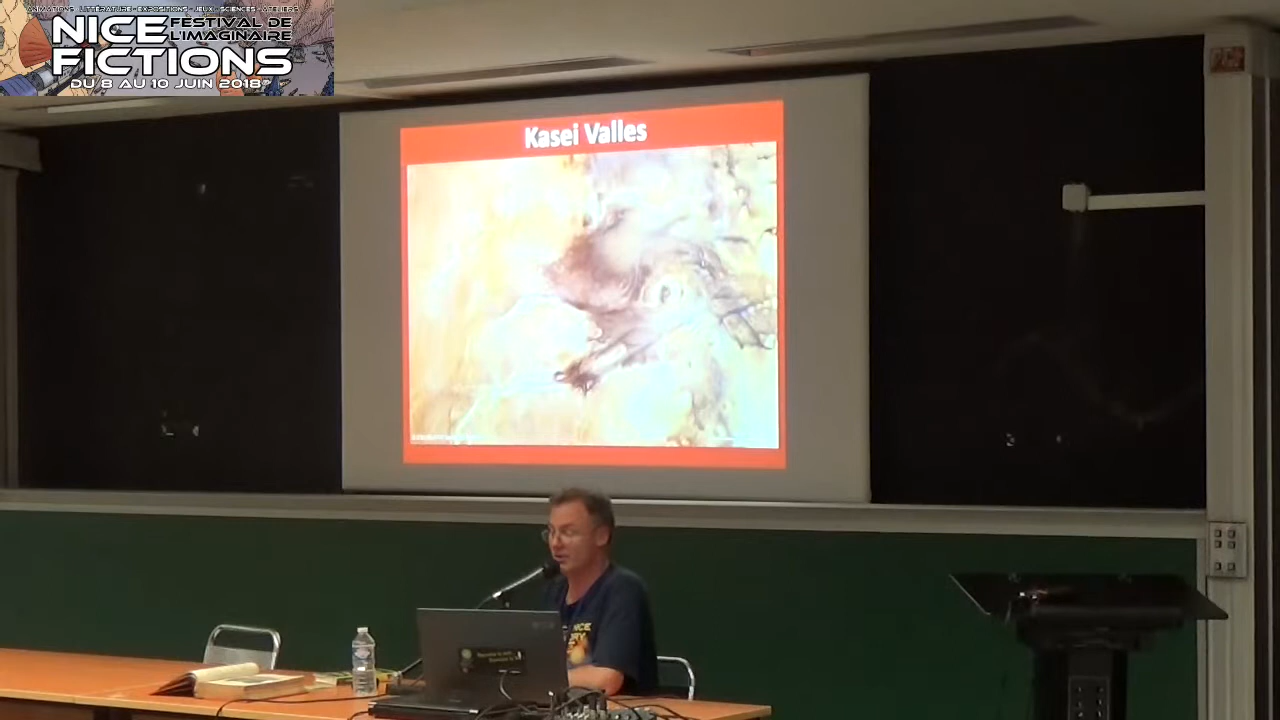 ANIMATIONS - LITTÉRATURE - EXPOSITIONS - JEUX - SCIENCES - ATELIERS
NICE
FESTIVAL DE
L'IMAGINAIRE
FICTIONS
DU 8 AU 10 JUIN 2018
Kasei Valles
NICE